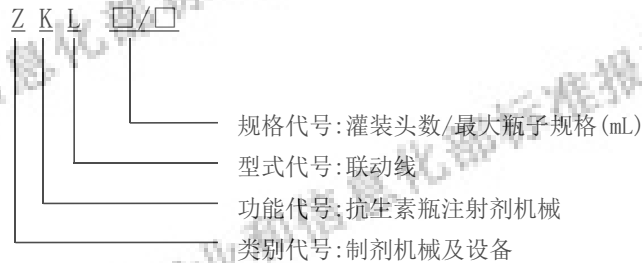 Z K L □/□
规格代号:灌装头数/最大瓶子规格(mL)
型式代号:联动线
功能代号:抗生素瓶注射剂机械
类别代号:制剂机械及设备